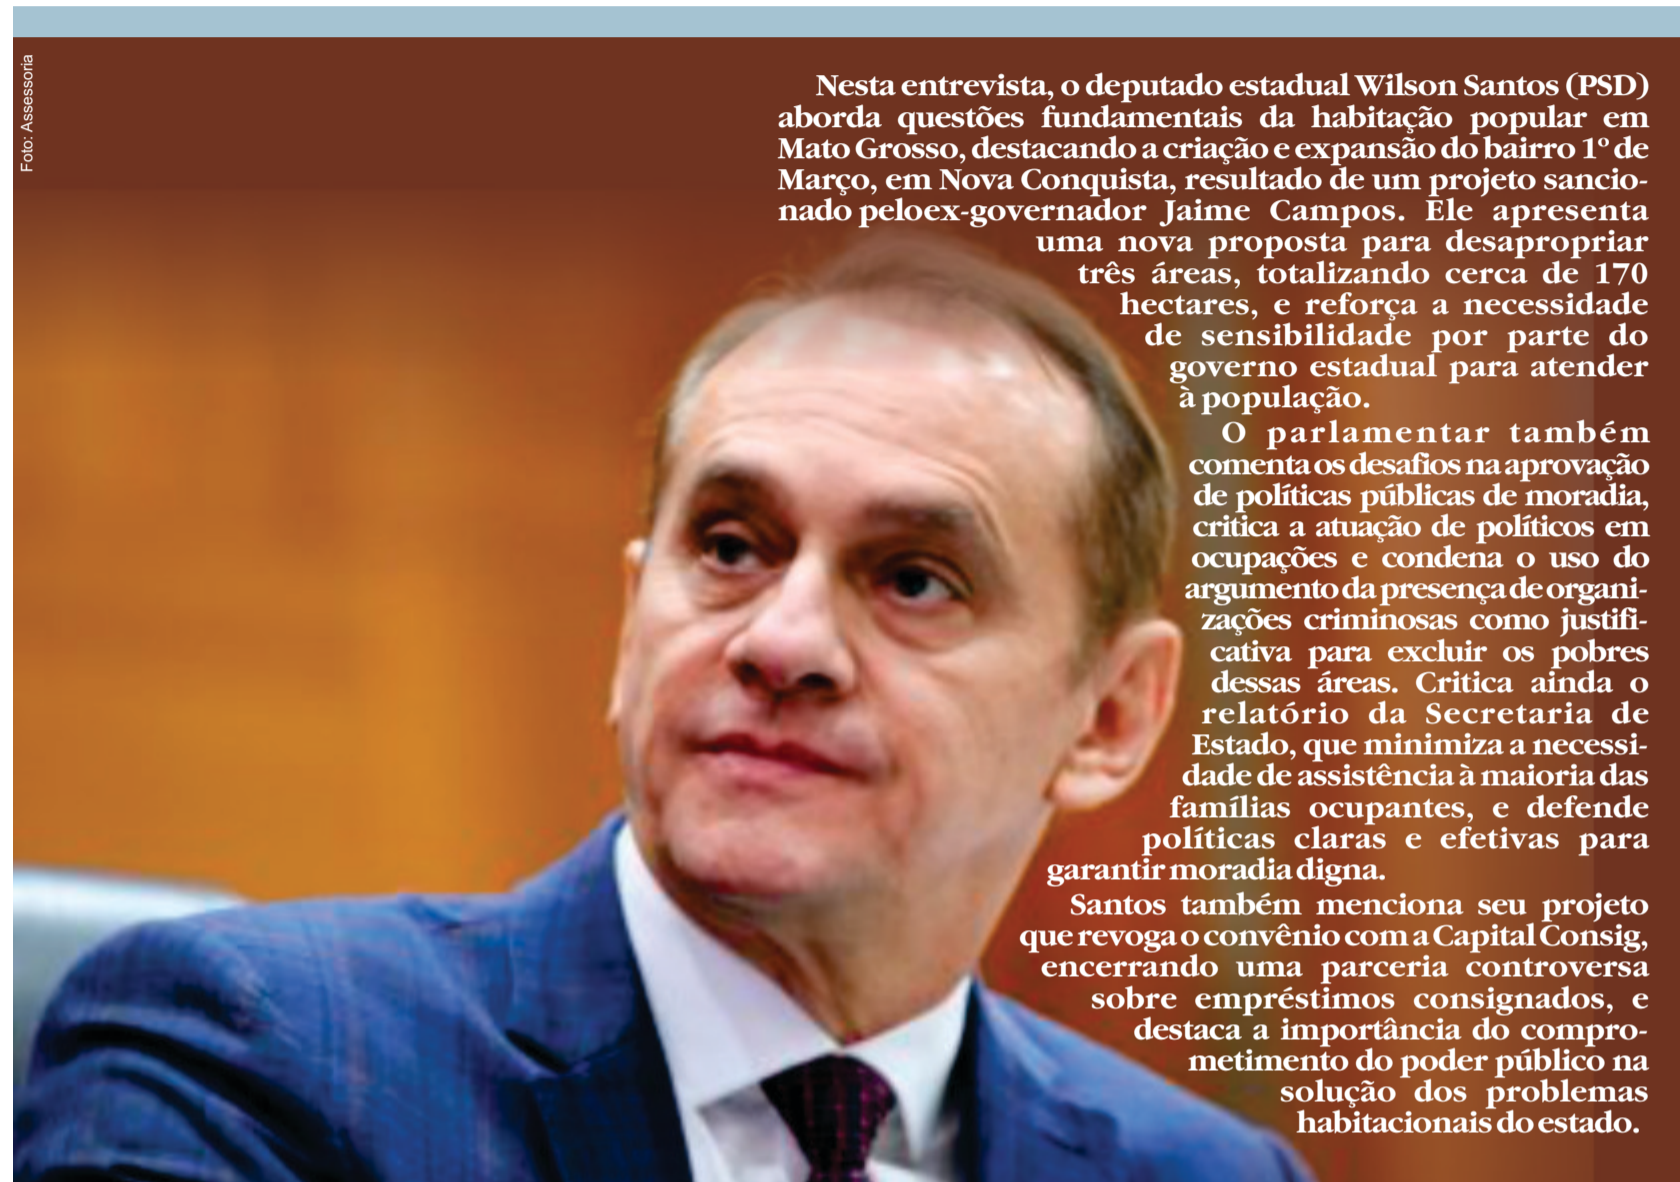 Foto: Assessoria
Nesta entrevista, o deputado estadual Wilson Santos (PSD)
aborda questões fundamentais da habitação popular em
Mato Grosso, destacando a criação e expansão do bairro 1º de
Março, em Nova Conquista, resultado de um projeto sancio-
nado peloex-governador Jaime Campos. Ele apresenta
uma nova proposta para desapropriar
três áreas, totalizando cerca de 170
hectares, e reforça a necessidade
de sensibilidade por parte do
governo estadual para atender
à população.
O parlamentar também
comenta os desafios na aprovação
de políticas públicas de moradia,
critica a atuação de políticos em
ocupações e condena o uso do
argumento da presença de organi-
zações criminosas como justifi-
cativa para excluir os pobres
dessas áreas. Critica ainda o
relatório da Secretaria de
Estado, que minimiza a necessi-
dade de assistência à maioria das
famílias ocupantes, e defende
políticas claras e efetivas para
garantir moradia digna.
Santos também menciona seu projeto
que revoga o convênio com a Capital Consig,
encerrando uma parceria controversa
sobre empréstimos consignados, e
destaca a importância do compro-
metimento do poder público na
solução dos problemas
habitacionais do estado.